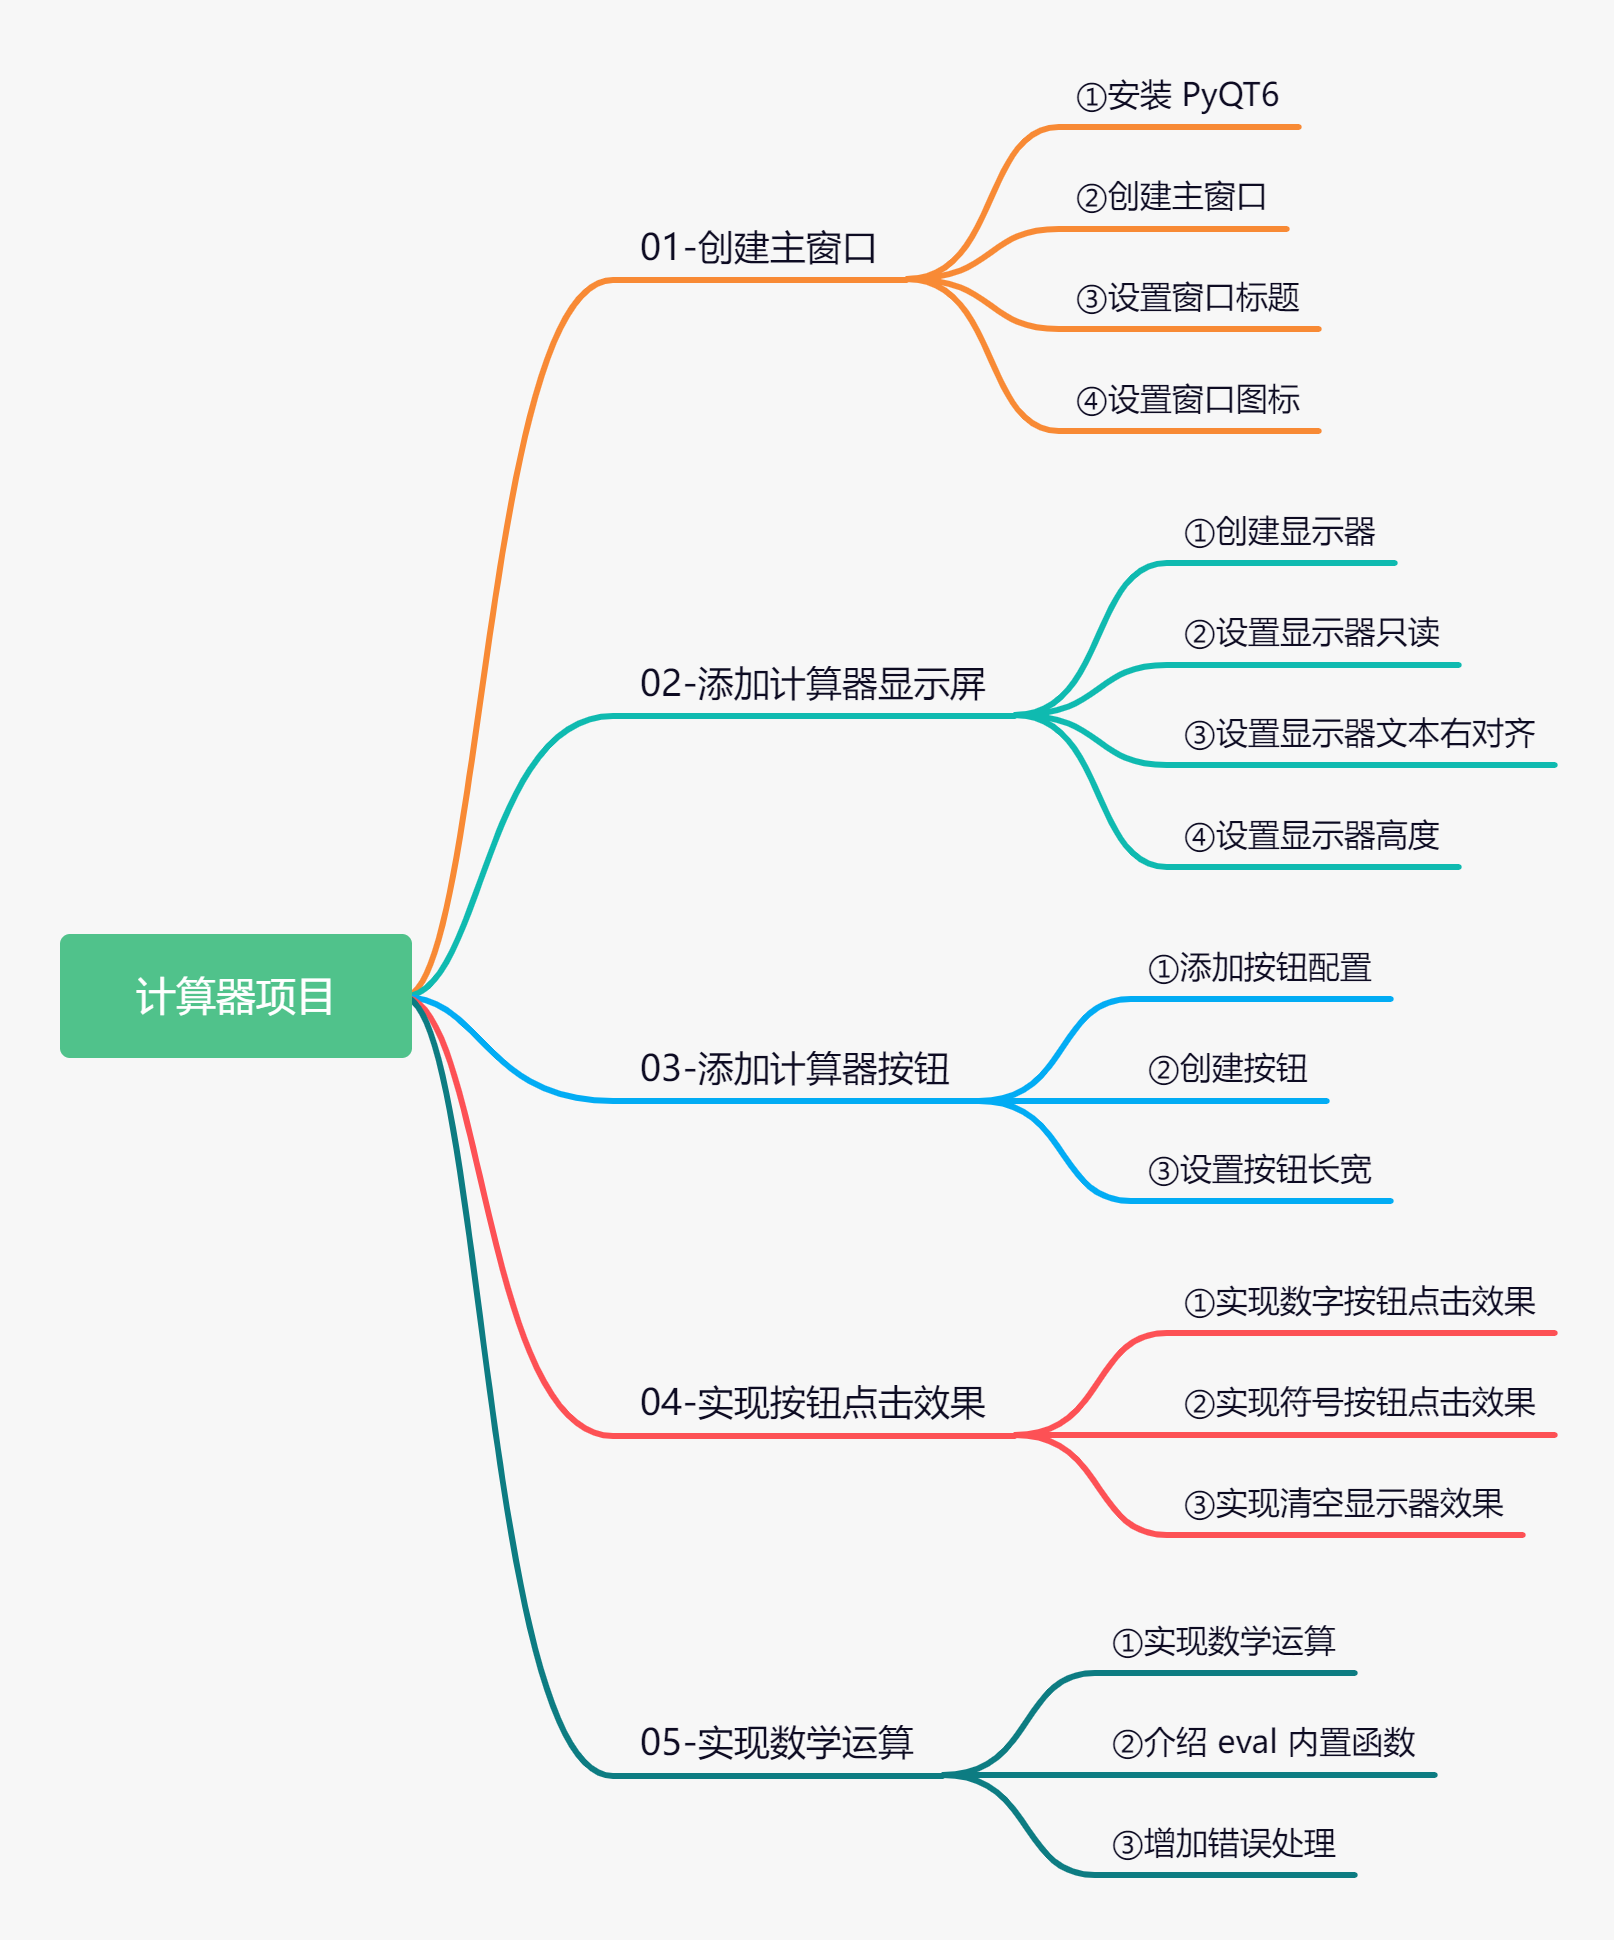 计算器项目
01-创建主窗口
①安装 PyQT6
②创建主窗口
③设置窗口标题
④设置窗口图标
02-添加计算器显示屏
①创建显示器
②设置显示器只读
③设置显示器文本右对齐
④设置显示器高度
03-添加计算器按钮
①添加按钮配置
②创建按钮
③设置按钮长宽
04-实现按钮点击效果
①实现数字按钮点击效果
②实现符号按钮点击效果
③实现清空显示器效果
05-实现数学运算
①实现数学运算
②介绍 eval 内置函数
③增加错误处理